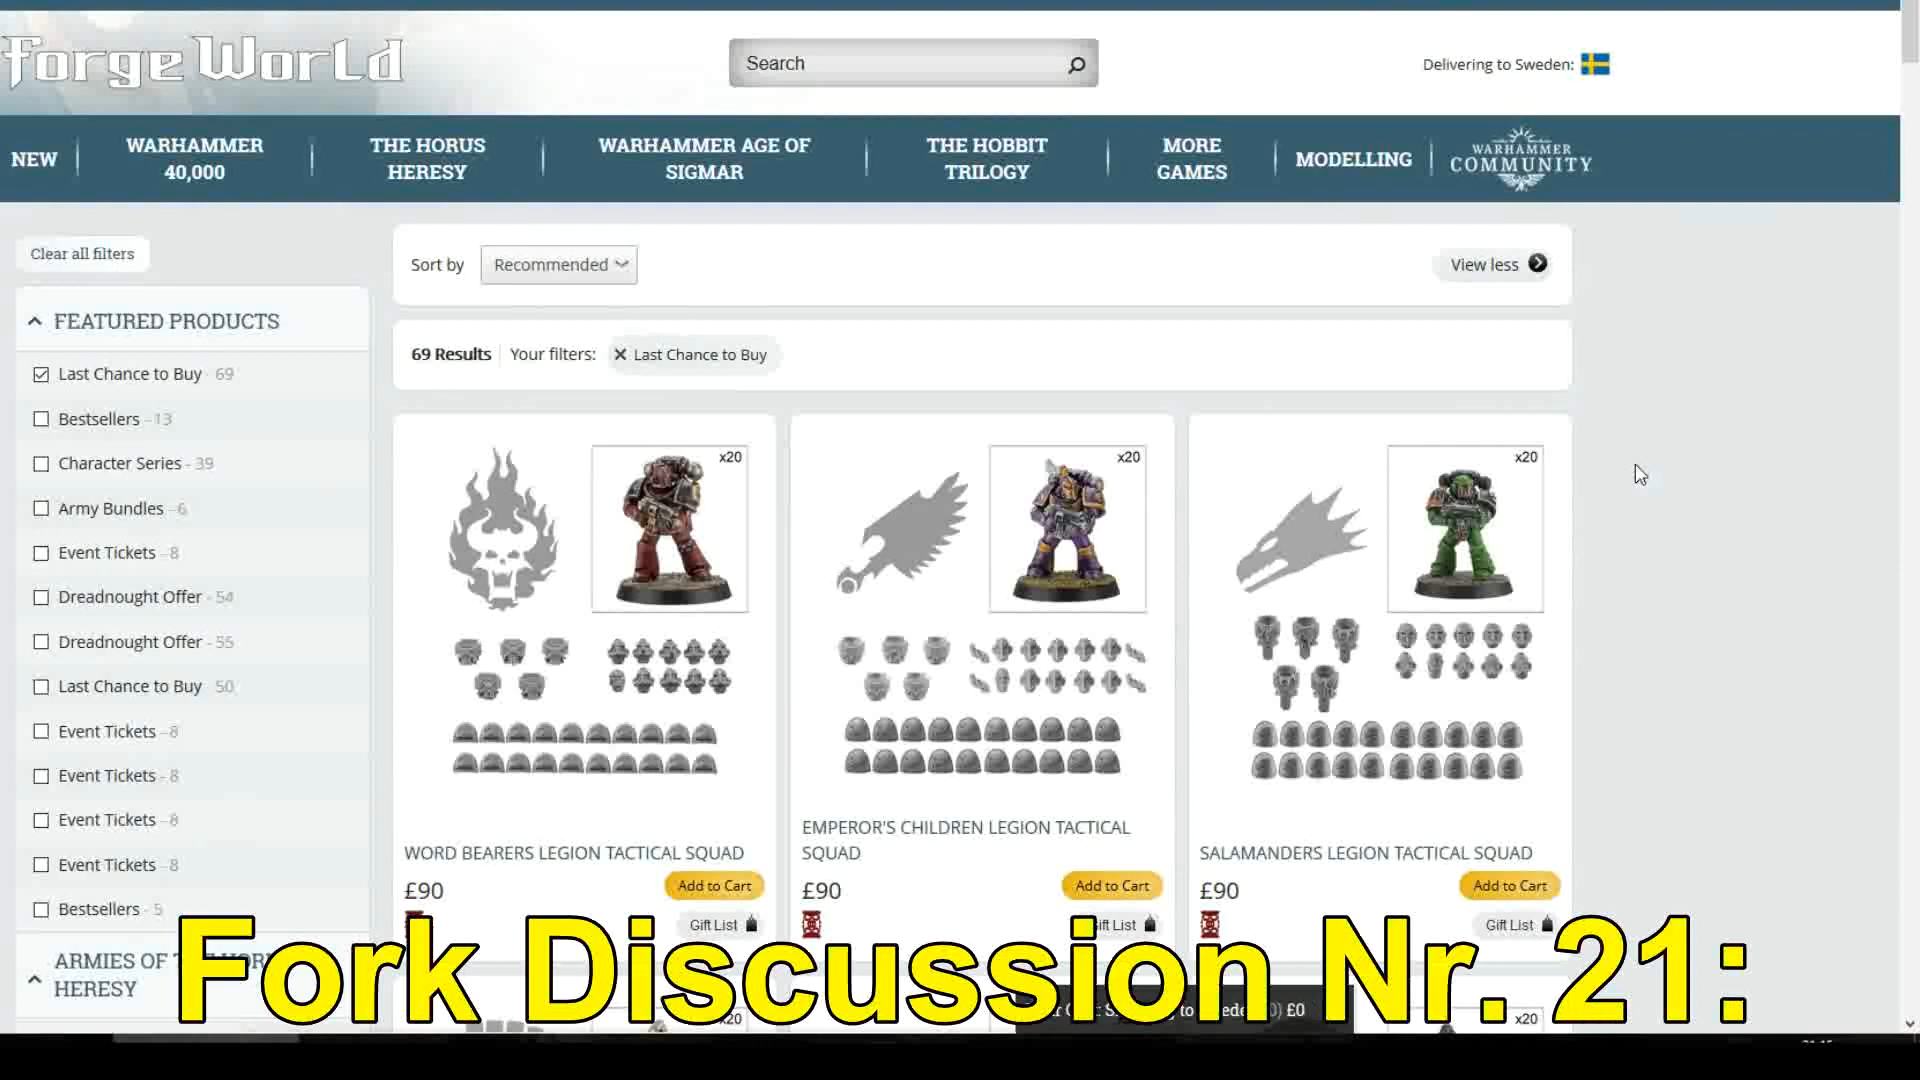 Forge World
Search
Delivering to Sweden:
NEW
WARHAMMER
40,000
THE HORUS
HERESY
WARHAMMER AGE OF
SIGMAR
THE HOBBIT
TRILOGY
MORE
GAMES
MODELLING
WARHAMMER
COMMUNITY
Clear all filters
Sort by
Recommended
View less
FEATURED PRODUCTS
69 Results
Your filters:
Last Chance to Buy
Last Chance to Buy - 69
Bestsellers - 13
Character Series - 39
Army Bundles - 6
Event Tickets - 8
Dreadnought Offer - 54
Dreadnought Offer - 55
Last Chance to Buy 50
Event Tickets - 8
Event Tickets - 8
Event Tickets - 8
Event Tickets - 8
Bestsellers - 5
ARMIES OF
HERESY
x20
WORD BEARERS LEGION TACTICAL SQUAD
£90
Add to Cart
Gift List
x20
EMPEROR'S CHILDREN LEGION TACTICAL
SQUAD
£90
Add to Cart
List
x20
SALAMANDERS LEGION TACTICAL SQUAD
£90
Add to Cart
Gift List
x20
x20
£0
Fork Discussion Nr. 21: